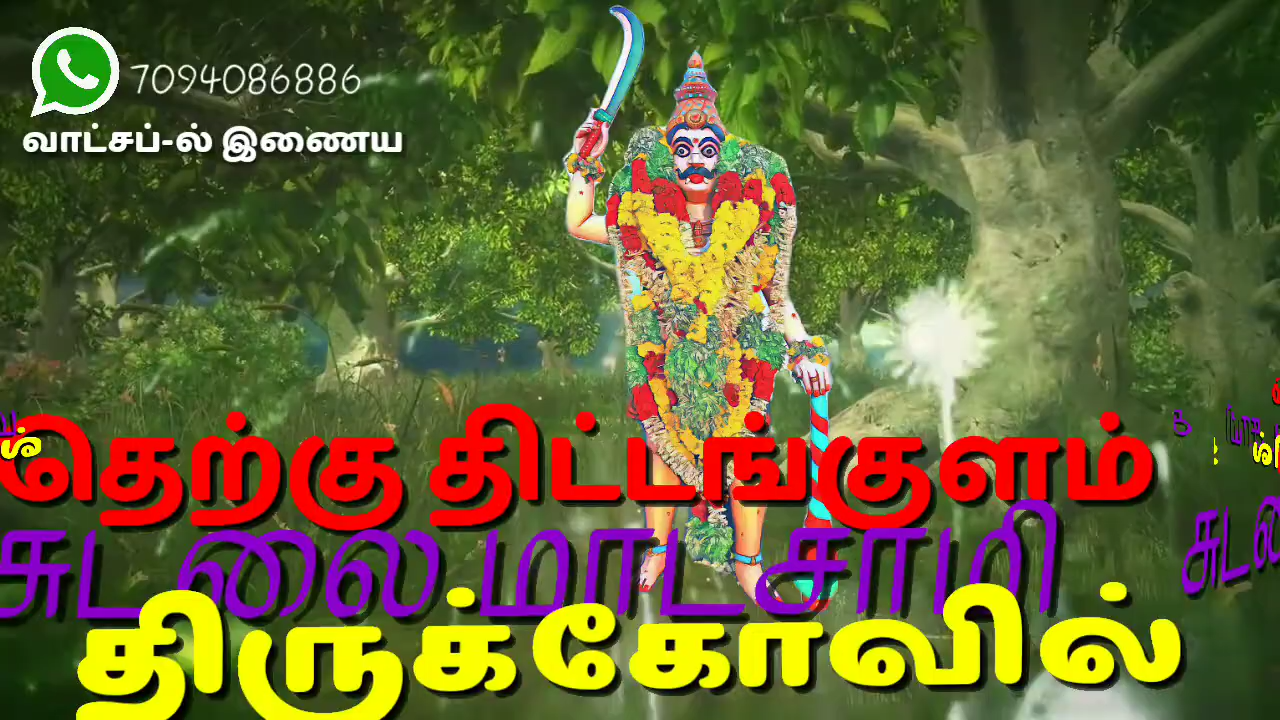 7094086886
வாட்சப்-ல் இணைய
தெற்கு திட்டங்குளம்
சுடலை மாடசாமி
திருக்கோவில்